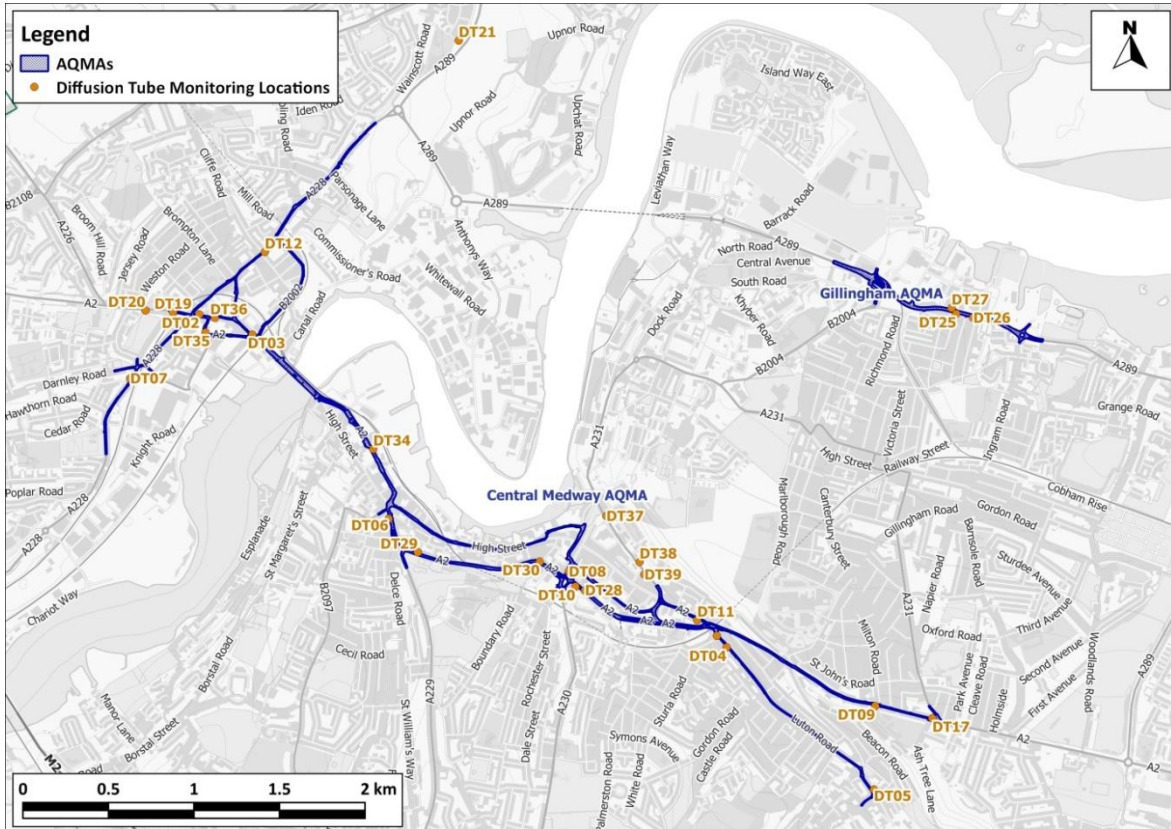 Legend
AQMAs
Diffusion Tube Monitoring Locations
N
DT21
Wainscott Road
A289
Upnor Road
Upnor Road
Upchat Road
Island Way East
Iden Road
Cliffe Road
Mill Road
A228
Parsonage Lane
A289
Leviathan Way
Barrack Road
B2108
A226
Broom Hill Road
Jersey Road
Weston Road
Brompton Lane
DT12
Commissioner's Road
Anthonys Way
Whitewall Road
North Road
A289
Central Avenue
South Road
Gillingham AQMA
A2
DT20
DT19
DT36
DT02
DT35
A2
DT03
B2002
Canal Road
Dock Road
Khyber Road
B2004
B2004
DT27
DT25
DT26
Richmond Road
A289
A228
Darnley Road
DT07
Hawthorn Road
Cedar Road
Knight Road
High Street
A2
DT34
A231
A231
Victoria Street
High Street
Railway Street
Ingram Road
Grange Road
Cobham Rise
Poplar Road
A228
A228
Esplanade
St Margaret's Street
Central Medway AQMA
DT37
Marlborough Road
Canterbury Street
Gillingham Road
Gordon Road
Barnsole Road
Sturdee Avenue
DT06
DT29
A2
High Street
DT30
A2
DT08
DT10
DT28
DT38
DT39
A2
A2
A2
A2
DT11
DT04
Chariot Way
B2097
Delce Road
Boundary Road
Rochester Street
Napier Road
A231
Third Avenue
Oxford Road
Cecil Road
Borstal Road
A229
Dale Street
A230
Sturla Road
St John's Road
Milton Road
Park Avenue
Cleave Road
Second Avenue
First Avenue
Woodlands Road
A289
Manor Lane
Borstal Street
St William's Way
Symons Avenue
Gordon Road
Castle Road
Luton Road
DT09
DT17
Holmside
A2
Beacon Road
Ash Tree Lane
White Road
Palmerston Road
DT05
M2
0 0.5 1 1.5 2 km